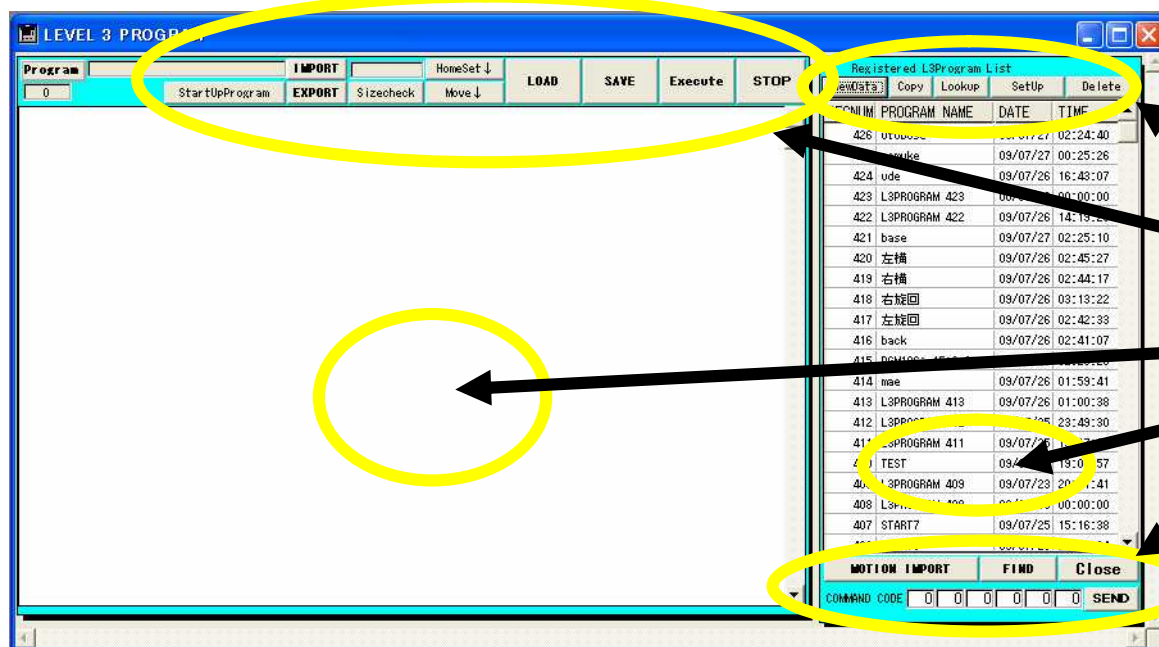 LEVEL 3 PROGRAM
Program IMPORT HomeSet↓ LOAD SAVE Execute STOP
0 StartUpProgram EXPORT Sizecheck Move↓
Registered L3Program List
NewData Copy Lookup SetUp Delete
PROGRAM NAME DATE TIME
426 02:24:40
09/07/27 00:25:26
424 ude 09/07/26 16:43:07
423 L3PROGRAM 423 00:00:00
422 L3PROGRAM 422 09/07/26
421 base 09/07/27 02:25:10
420 左横 09/07/26 02:45:27
419 右横 09/07/26 02:44:17
418 右旋回 09/07/26 03:13:22
417 左旋回 09/07/26 02:42:33
416 back 09/07/26 02:41:07
415
414 mae 09/07/26 01:59:41
413 L3PROGRAM 413 09/07/26 01:00:38
412 23:49:30
411 L3PROGRAM 411 09/07/25
TEST
L3PROGRAM 409 09/07/23
408 00:00:00
407 START7 09/07/25 15:16:38
MOTION IMPORT FIND Close
COMMAND CODE 0 0 0 0 0 0 SEND